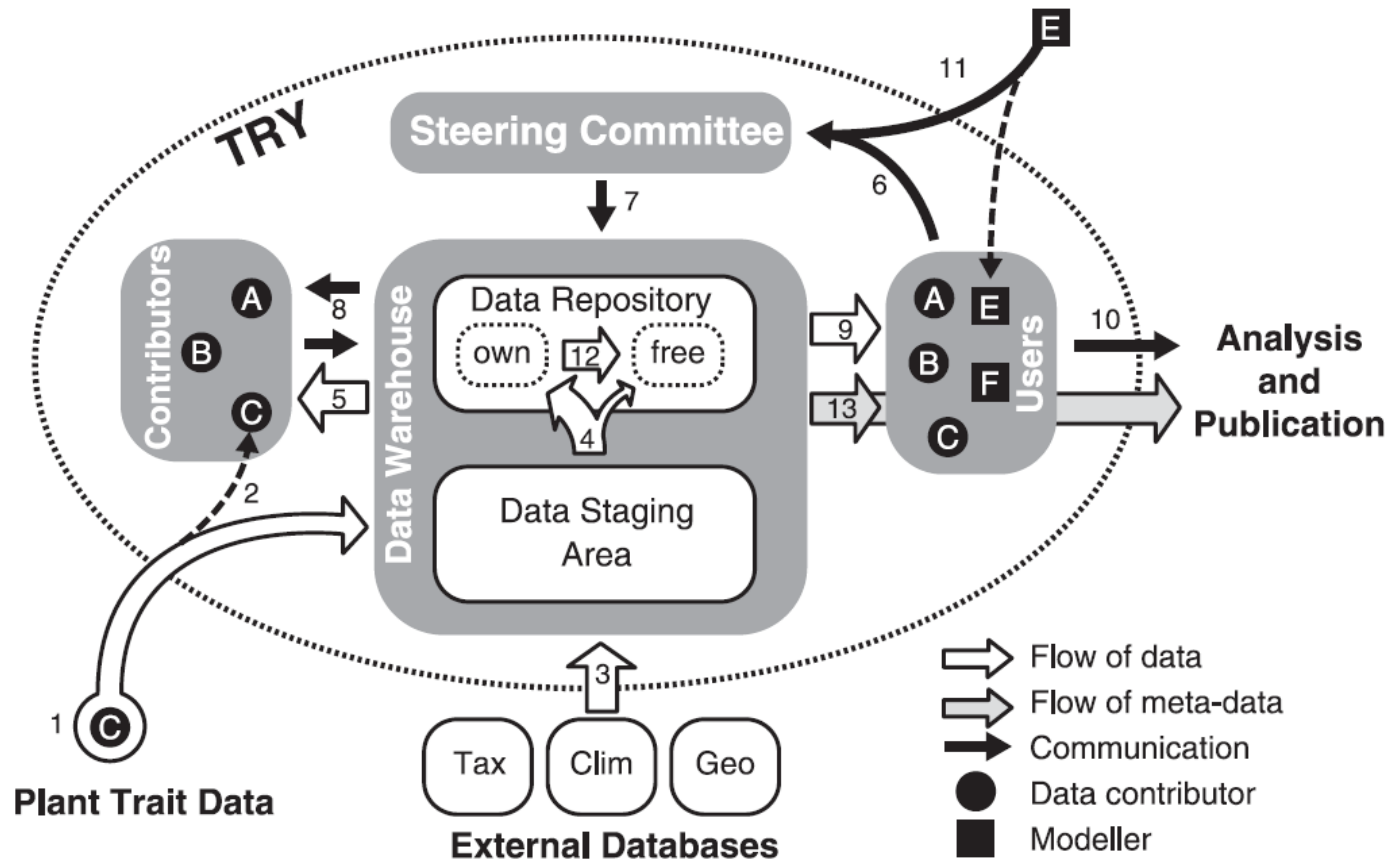 E
11
TRY
Steering Committee
6
7
Contributors
A
B
C
8
5
Data Warehouse
Data Repository
own
12
free
4
Data Staging
Area
9
13
A
E
B
F
C
Users
10
Analysis
and
Publication
2
1
C
Plant Trait Data
3
Tax
Clim
Geo
External Databases
Flow of data
Flow of meta-data
Communication
Data contributor
Modeller